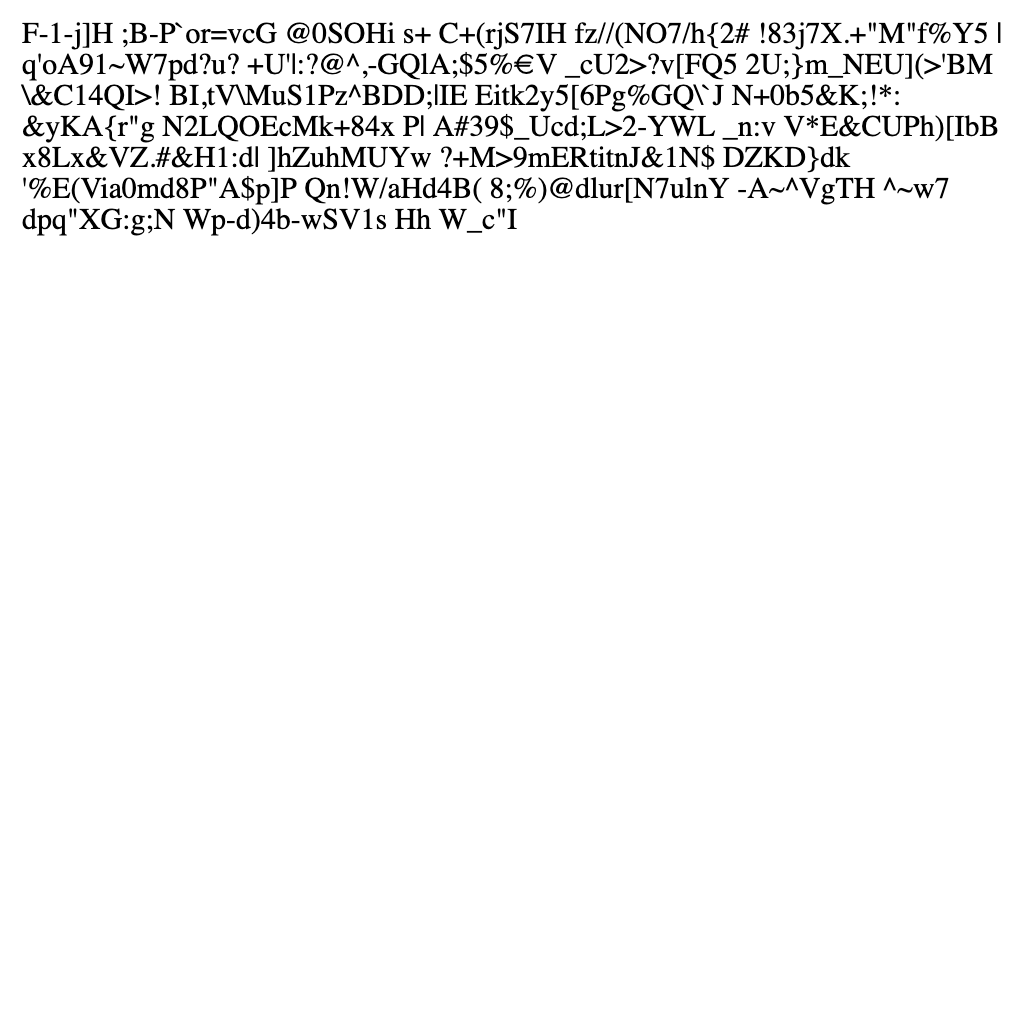 F-1-j]H ;B-P`or=vcG @0SOHi s+ C+(rjS7IH fz//(NO7/h{2# !83j7X.+"M"f%Y5 |
q'oA91~W7pd?u? +U'|:?@^,-GQlA;$5%€V _cU2>?v[FQ5 2U;}m_NEU](>'BM
\&C14QI>! BI,tV\MuS1Pz^BDD;|IE Eitk2y5[6Pg%GQ\`J N+0b5&K;!*:
&yKA{r"g N2LQOEcMk+84x P| A#39$_Ucd;L>2-YWL _n:v V*E&CUPh)[IbB
x8Lx&VZ.#&H1:d| ]hZuhMUYw ?+M>9mERtitnJ&1N$ DZKD}dk
'%E(Via0md8P"A$p]P Qn!W/aHd4B( 8;%)@dlur[N7ulnY -A~^VgTH ^~w7
dpq"XG:g;N Wp-d)4b-wSV1s Hh W_c"I